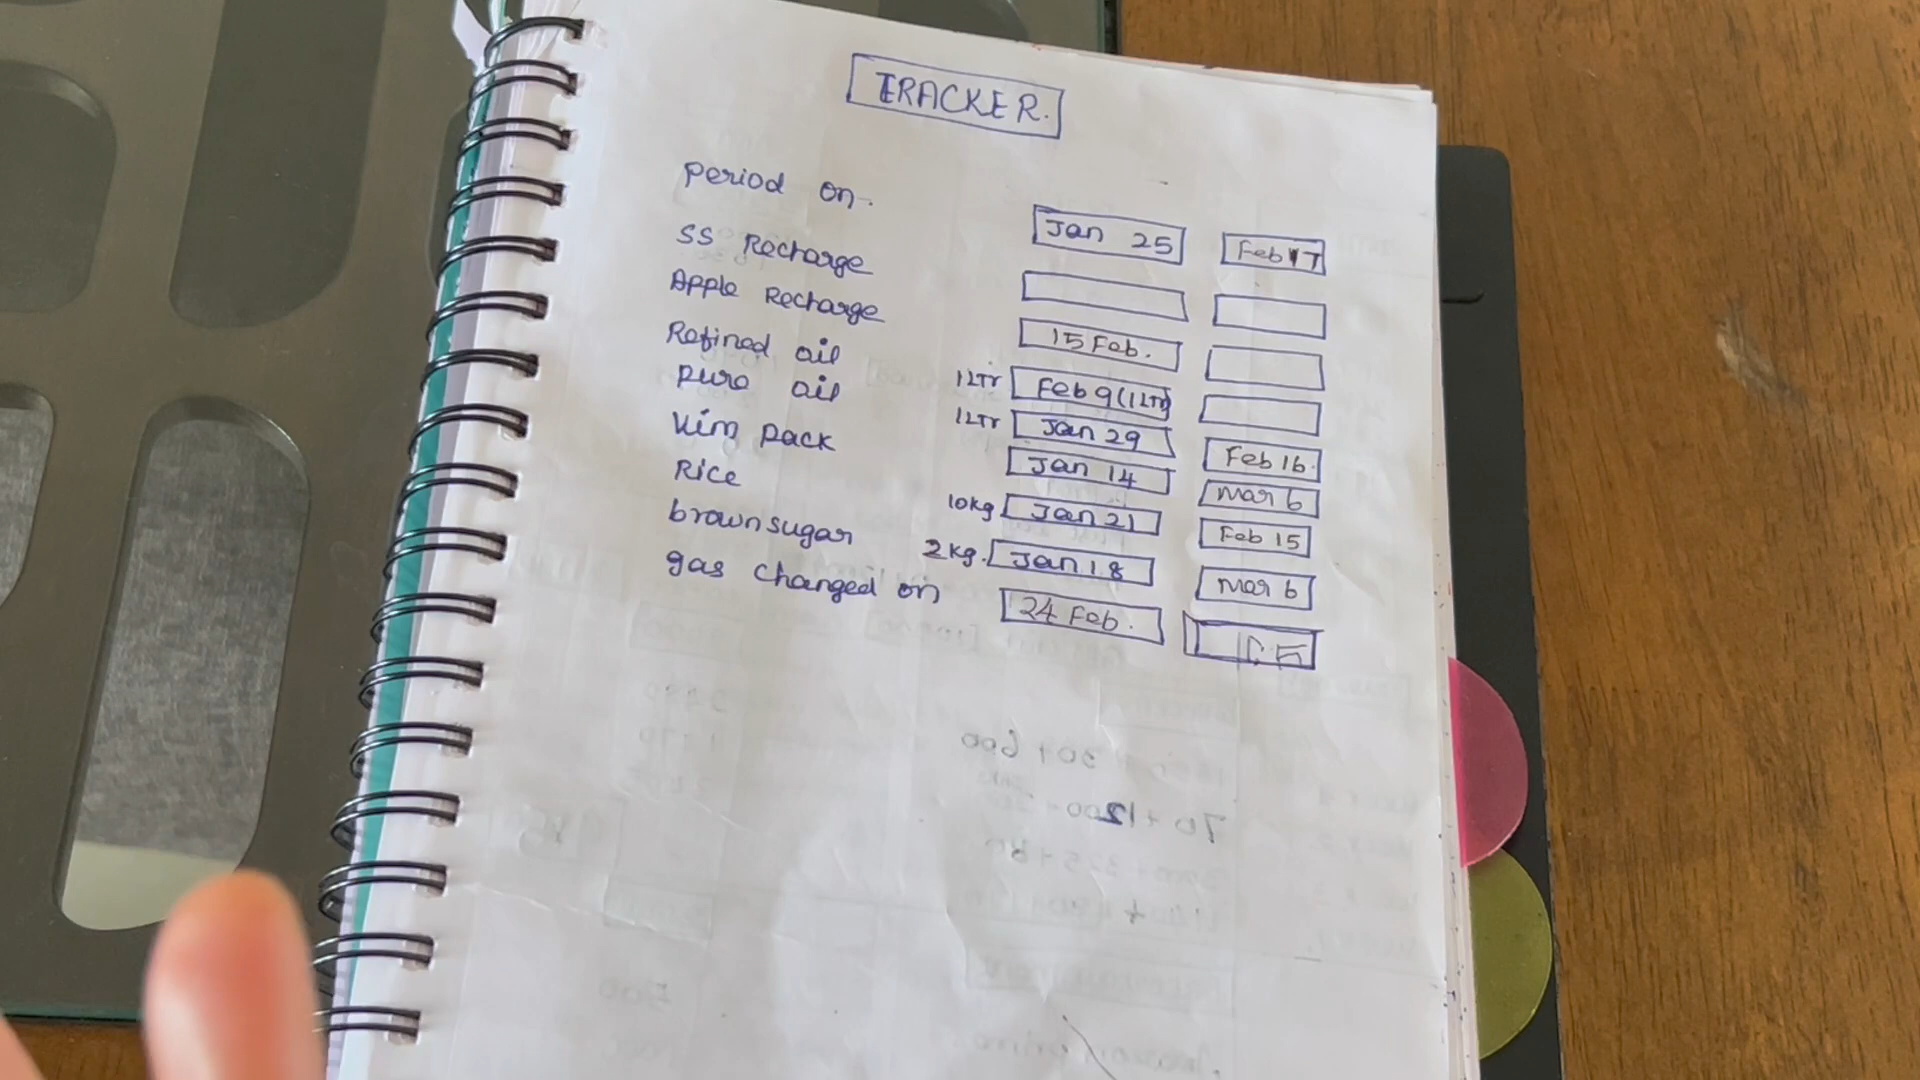 TRACKER.
Period on. Jan 25 Feb 17
SS Recharge
Apple Recharge 15 Feb.
Refined oil 1LTr Feb 9(1LTr)
Pure oil 1LTr Jan 29 Feb 16.
Vim pack Jan 14 Mar 6
Rice 10kg Jan 21 Feb 15
brownsugar 2kg. Jan 18 Mar 6
gas changed on 24 Feb.